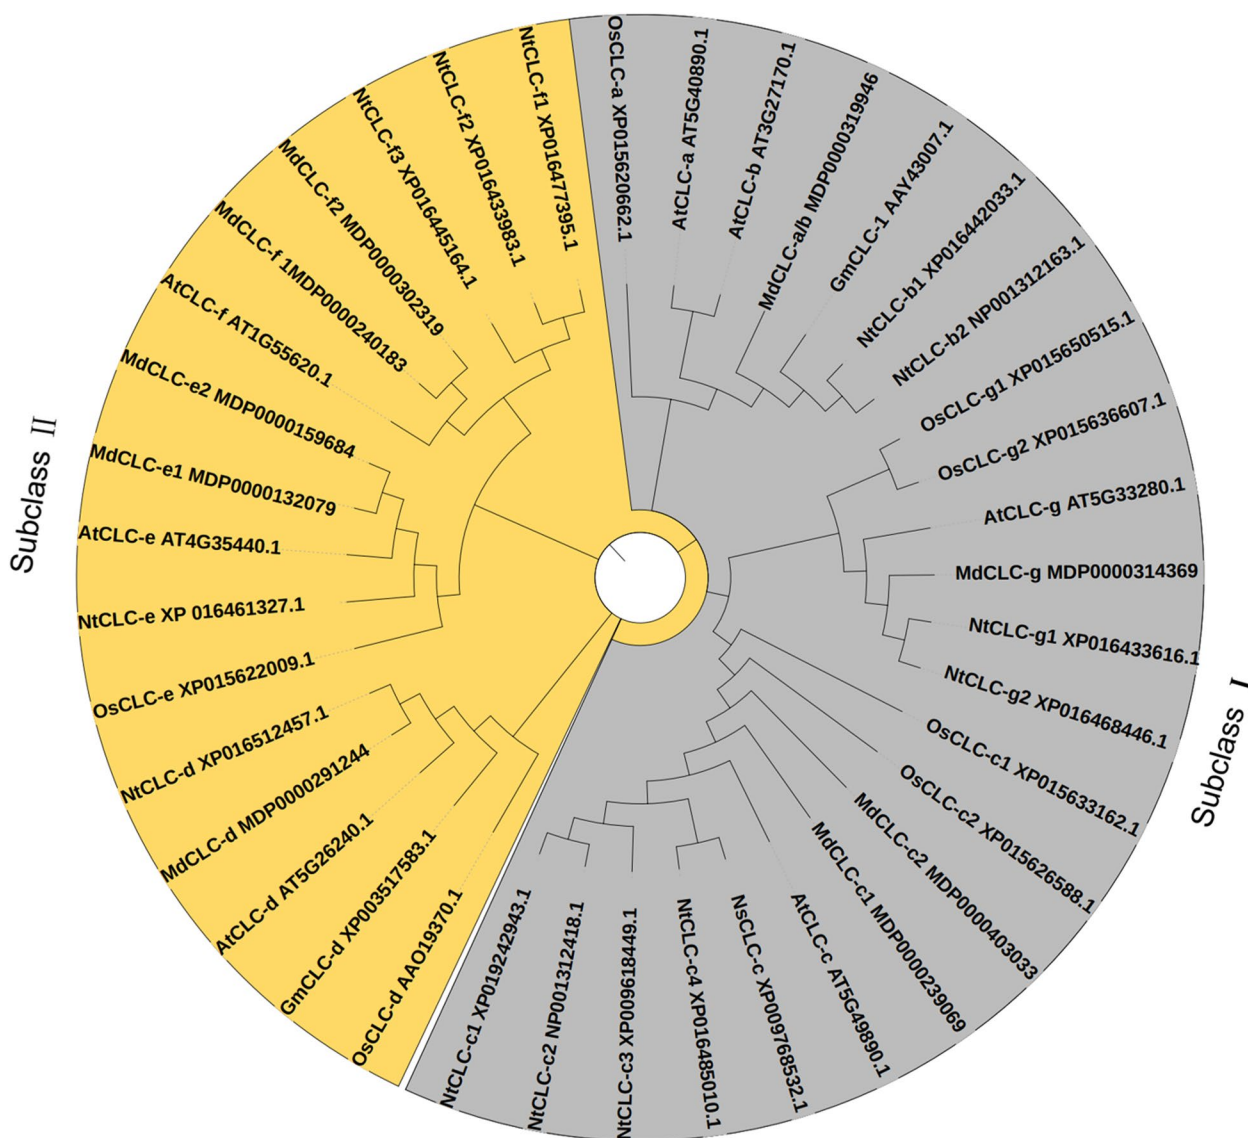 OsCLC-a XP015620662.1
AtCLC-a AT5G40890.1
AtCLC-b AT3G27170.1
MdCLC-a/b MDP0000319946
GmCLC-1 AAY43007.1
NtCLC-b1 XP016442033.1
NtCLC-b2 NP001312163.1
OsCLC-g1 XP015650515.1
OsCLC-g2 XP015636607.1
AtCLC-g AT5G33280.1
MdCLC-g MDP0000314369
NtCLC-g1 XP016433616.1
NtCLC-g2 XP016468446.1
OsCLC-c1 XP015633162.1
OsCLC-c2 XP015626588.1
MdCLC-c2 MDP0000403033
MdCLC-c1 MDP0000239069
AtCLC-c AT5G49890.1
NsCLC-c XP009768532.1
NtCLC-c4 XP016485010.1
NtCLC-c3 XP009618449.1
NtCLC-c2 NP001312418.1
NtCLC-c1 XP019242943.1
OsCLC-d AAO19370.1
GmCLC-d XP003517583.1
AtCLC-d AT5G26240.1
MdCLC-d MDP0000291244
NtCLC-d XP016512457.1
OsCLC-e XP015622009.1
NtCLC-e XP 016461327.1
AtCLC-e AT4G35440.1
MdCLC-e1 MDP0000132079
MdCLC-e2 MDP0000159684
AtCLC-f AT1G55620.1
MdCLC-f 1MDP0000240183
MdCLC-f2 MDP0000302319
NtCLC-f3 XP016445164.1
NtCLC-f2 XP016433983.1
NtCLC-f1 XP016477395.1
Subclass II
Subclass I